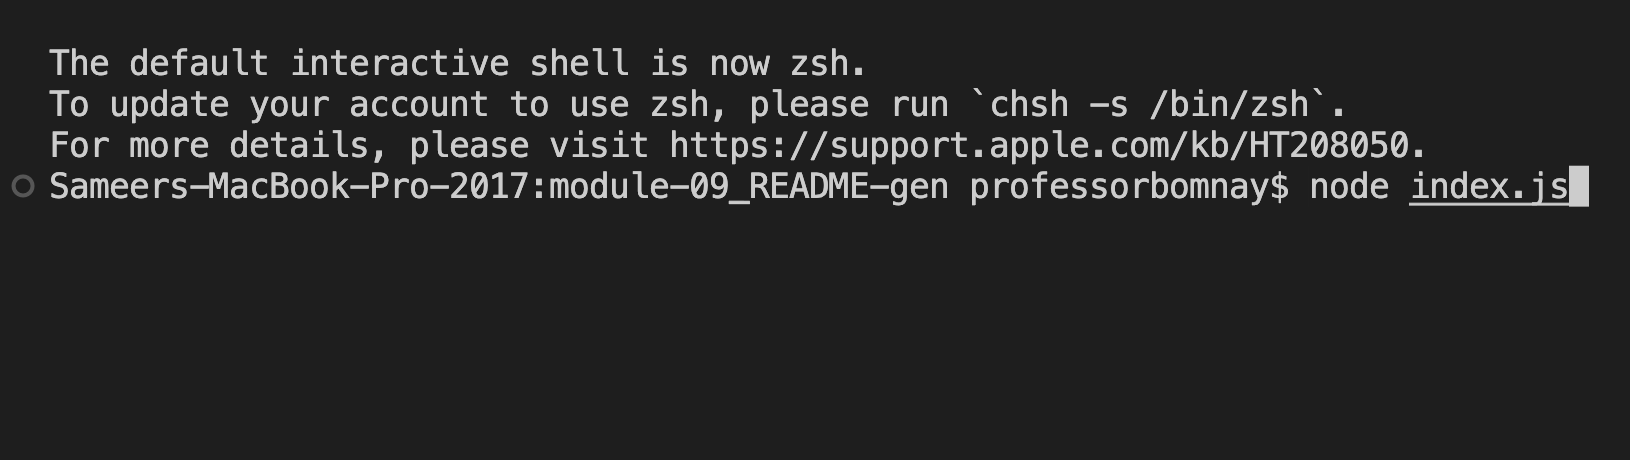 The default interactive shell is now zsh.
To update your account to use zsh, please run `chsh -s /bin/zsh`.
For more details, please visit https://support.apple.com/kb/HT208050.
Sameers-MacBook-Pro-2017:module-09_README-gen professorbomnay$ node index.js